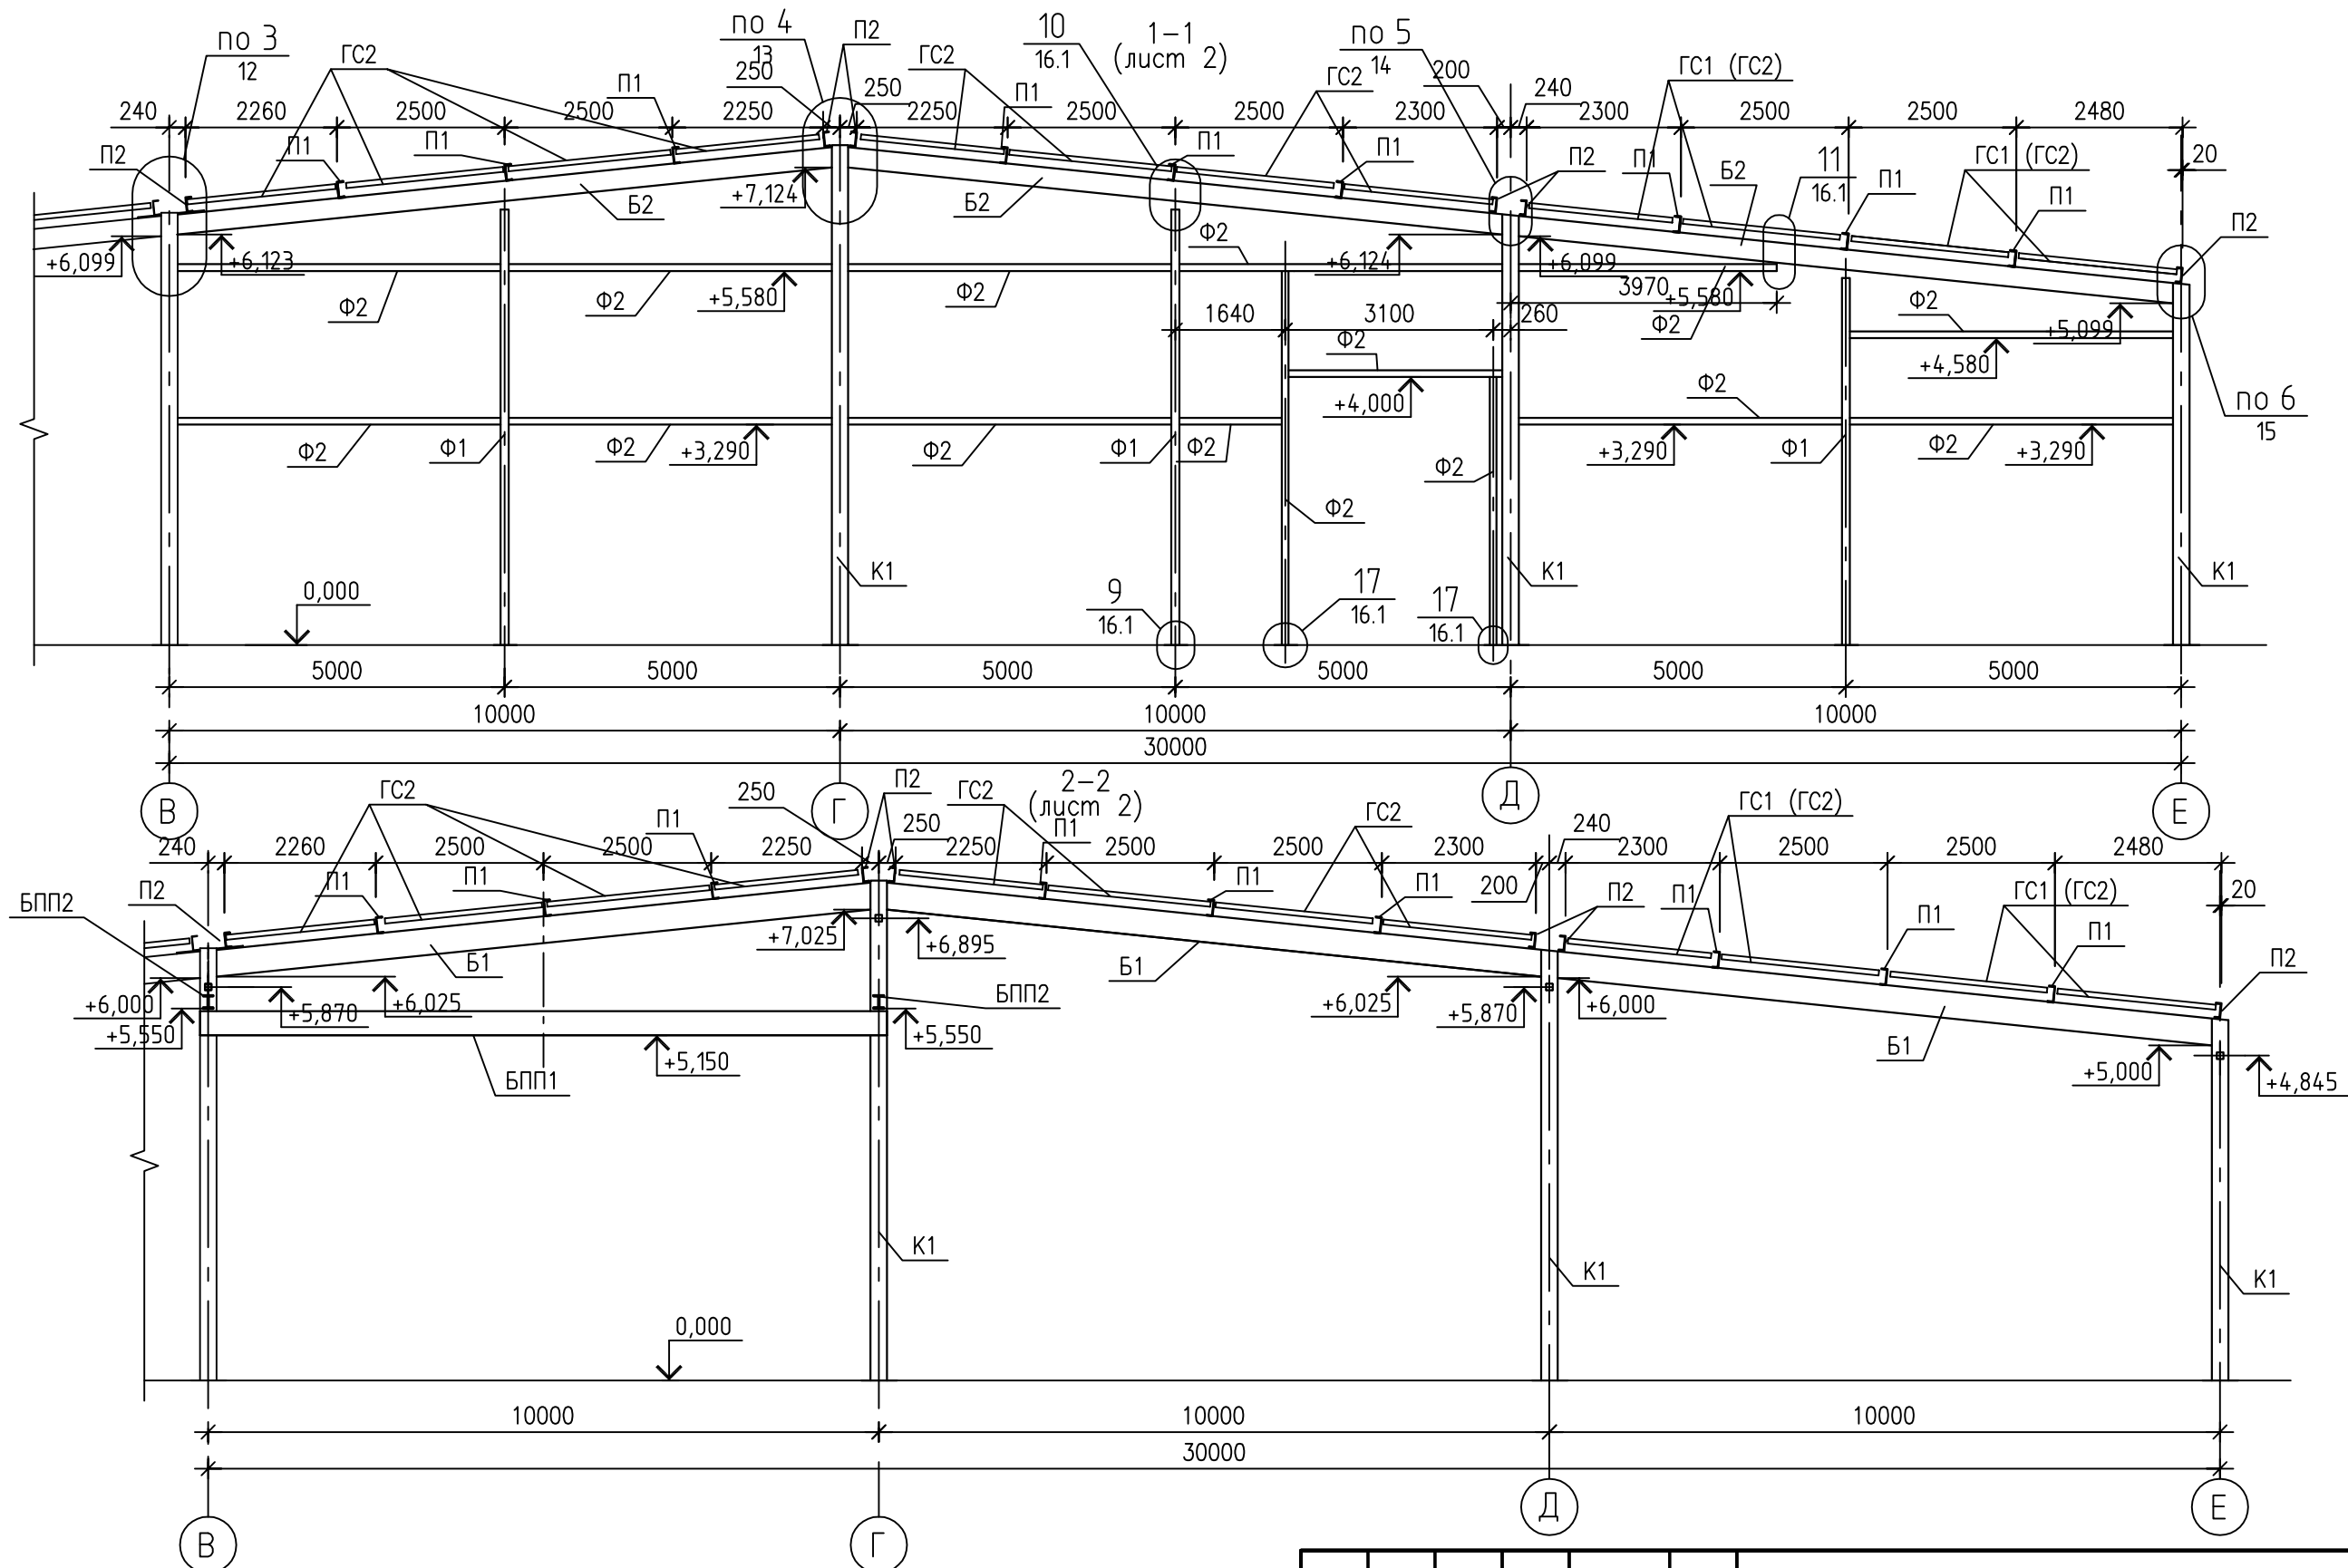 по 3
12
ГС2
по 4
13
П2
250
250
ГС2
10
16.1
1-1
(лист 2)
по 5
14
ГС2
200
240
ГС1 (ГС2)
240
2260
2500
2500
П1
2250
2250
П1
2500
2500
2300
2300
2500
2500
2480
П2
П1
П1
П1
П1
П2
П1
Б2
11
16.1
П1
ГС1 (ГС2)
П1
20
П2
Б2
+7,124
Б2
+6,099
+6,123
Ф2
+6,124
+6,099
3970
+5,580
Ф2
Ф2
+5,580
Ф2
1640
3100
260
Ф2
Ф2
Ф2
+5,099
+4,580
+4,000
Ф2
по 6
15
Ф2
Ф1
Ф2
+3,290
Ф2
Ф1
Ф2
Ф2
+3,290
Ф1
Ф2
+3,290
Ф2
К1
К1
К1
0,000
9
16.1
17
16.1
17
16.1
5000
5000
5000
5000
5000
5000
10000
10000
10000
30000
В
Г
Д
Е
ГС2
250
П2
ГС2
2-2
(лист 2)
ГС2
ГС1 (ГС2)
240
2260
2500
П1
2500
2250
250
2250
П1
2500
2500
2300
240
2300
2500
2500
2480
БПП2
П2
П1
П1
П1
П1
200
П2
П1
П1
ГС1 (ГС2)
П1
20
П2
+7,025
+6,895
Б1
Б1
+6,000
+5,870
+6,025
БПП2
+6,025
+5,870
+6,000
+5,550
+5,550
+5,150
БПП1
Б1
+5,000
+4,845
К1
К1
К1
0,000
10000
10000
10000
30000
В
Г
Д
Е